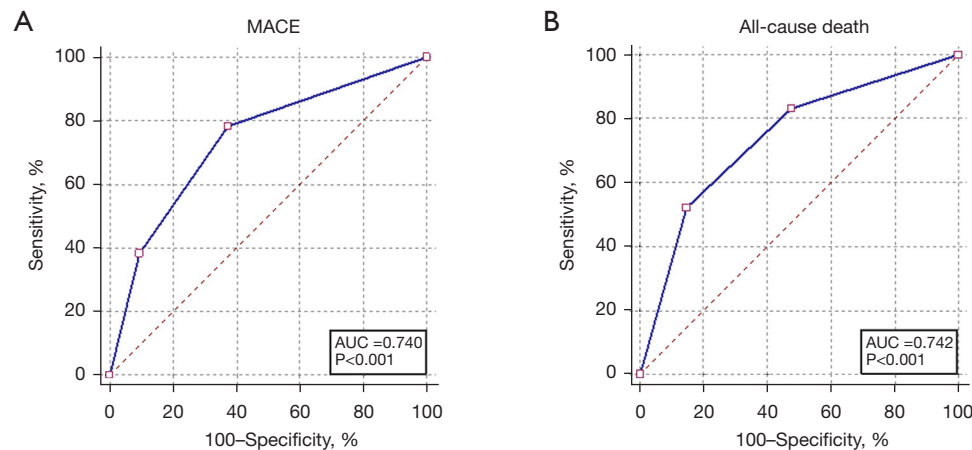 A
MACE
100
80
60
40
20
0
Sensitivity, %
AUC =0.740
P<0.001
0 20 40 60 80 100
100–Specificity, %
B
All-cause death
100
80
60
40
20
0
Sensitivity, %
AUC =0.742
P<0.001
0 20 40 60 80 100
100–Specificity, %